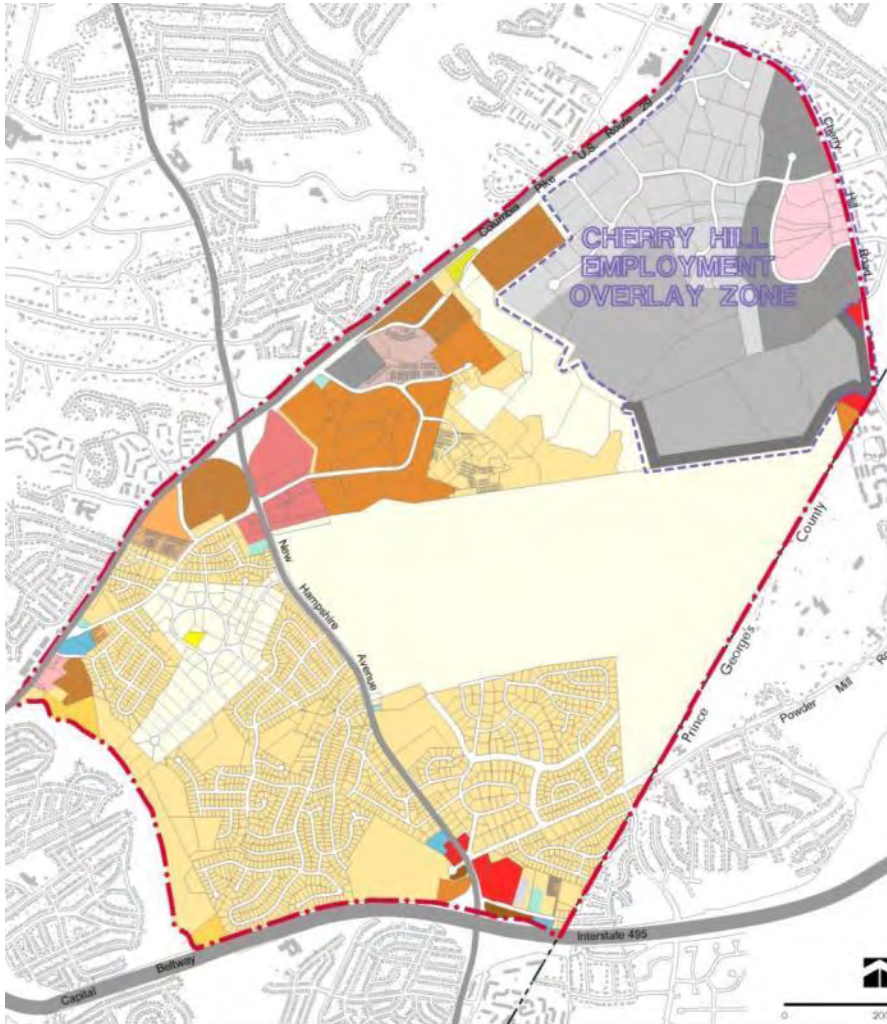 Columbia Pike U.S. Route 29
Cherry Hill Road
CHERRY HILL
EMPLOYMENT
OVERLAY ZONE
New Hampshire Avenue
Prince George's County
Powder Mill
Interstate 495
Capital Beltway
0